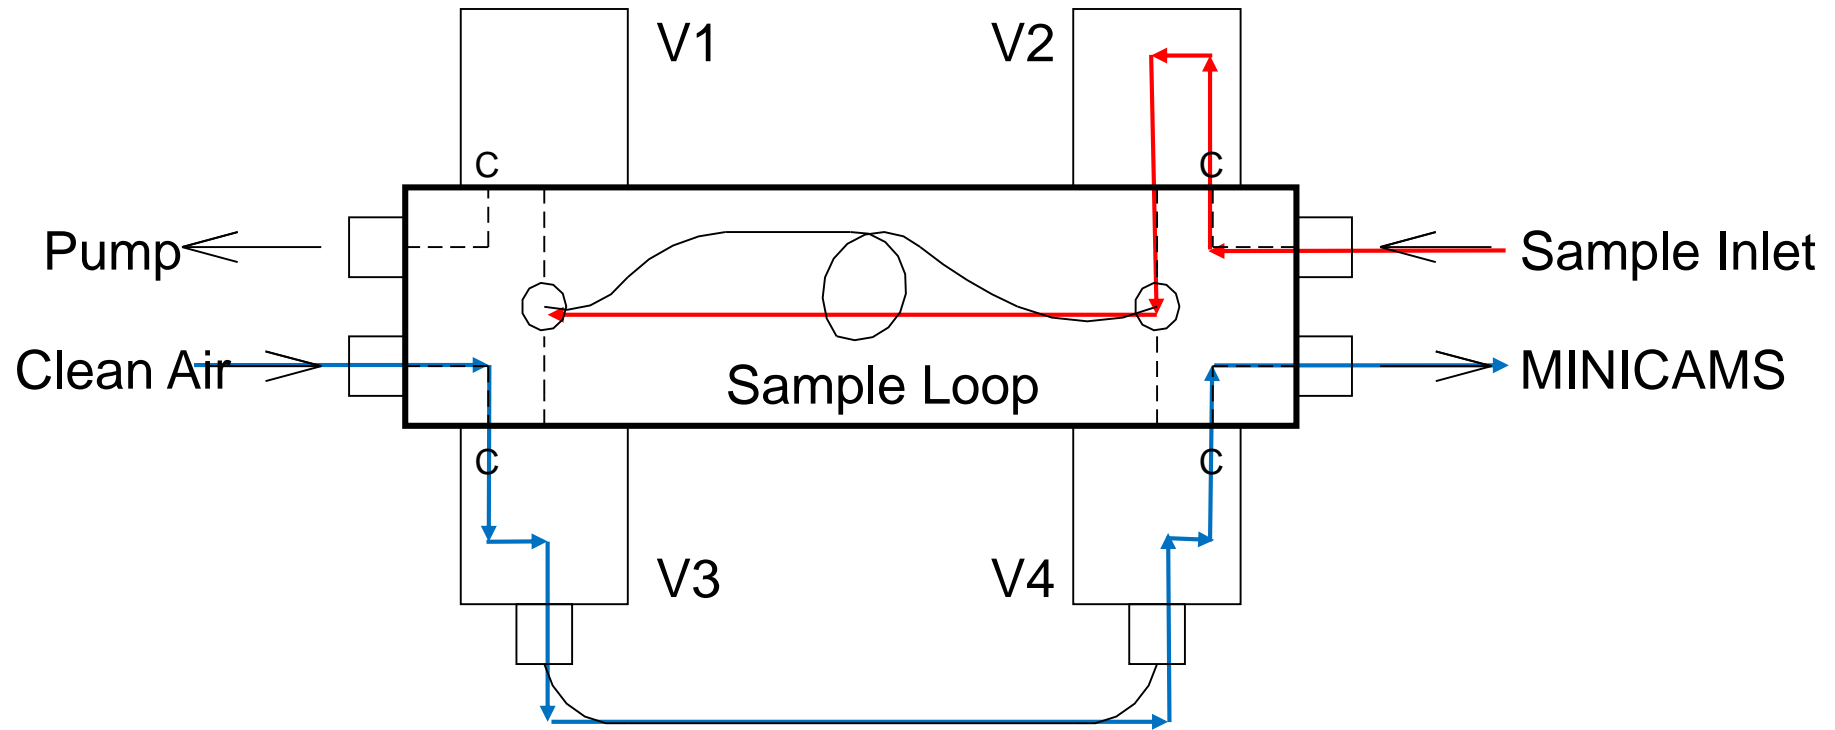 V1 V2
C C
Pump Sample Inlet
Clean Air Sample Loop MINICAMS
C C
V3 V4